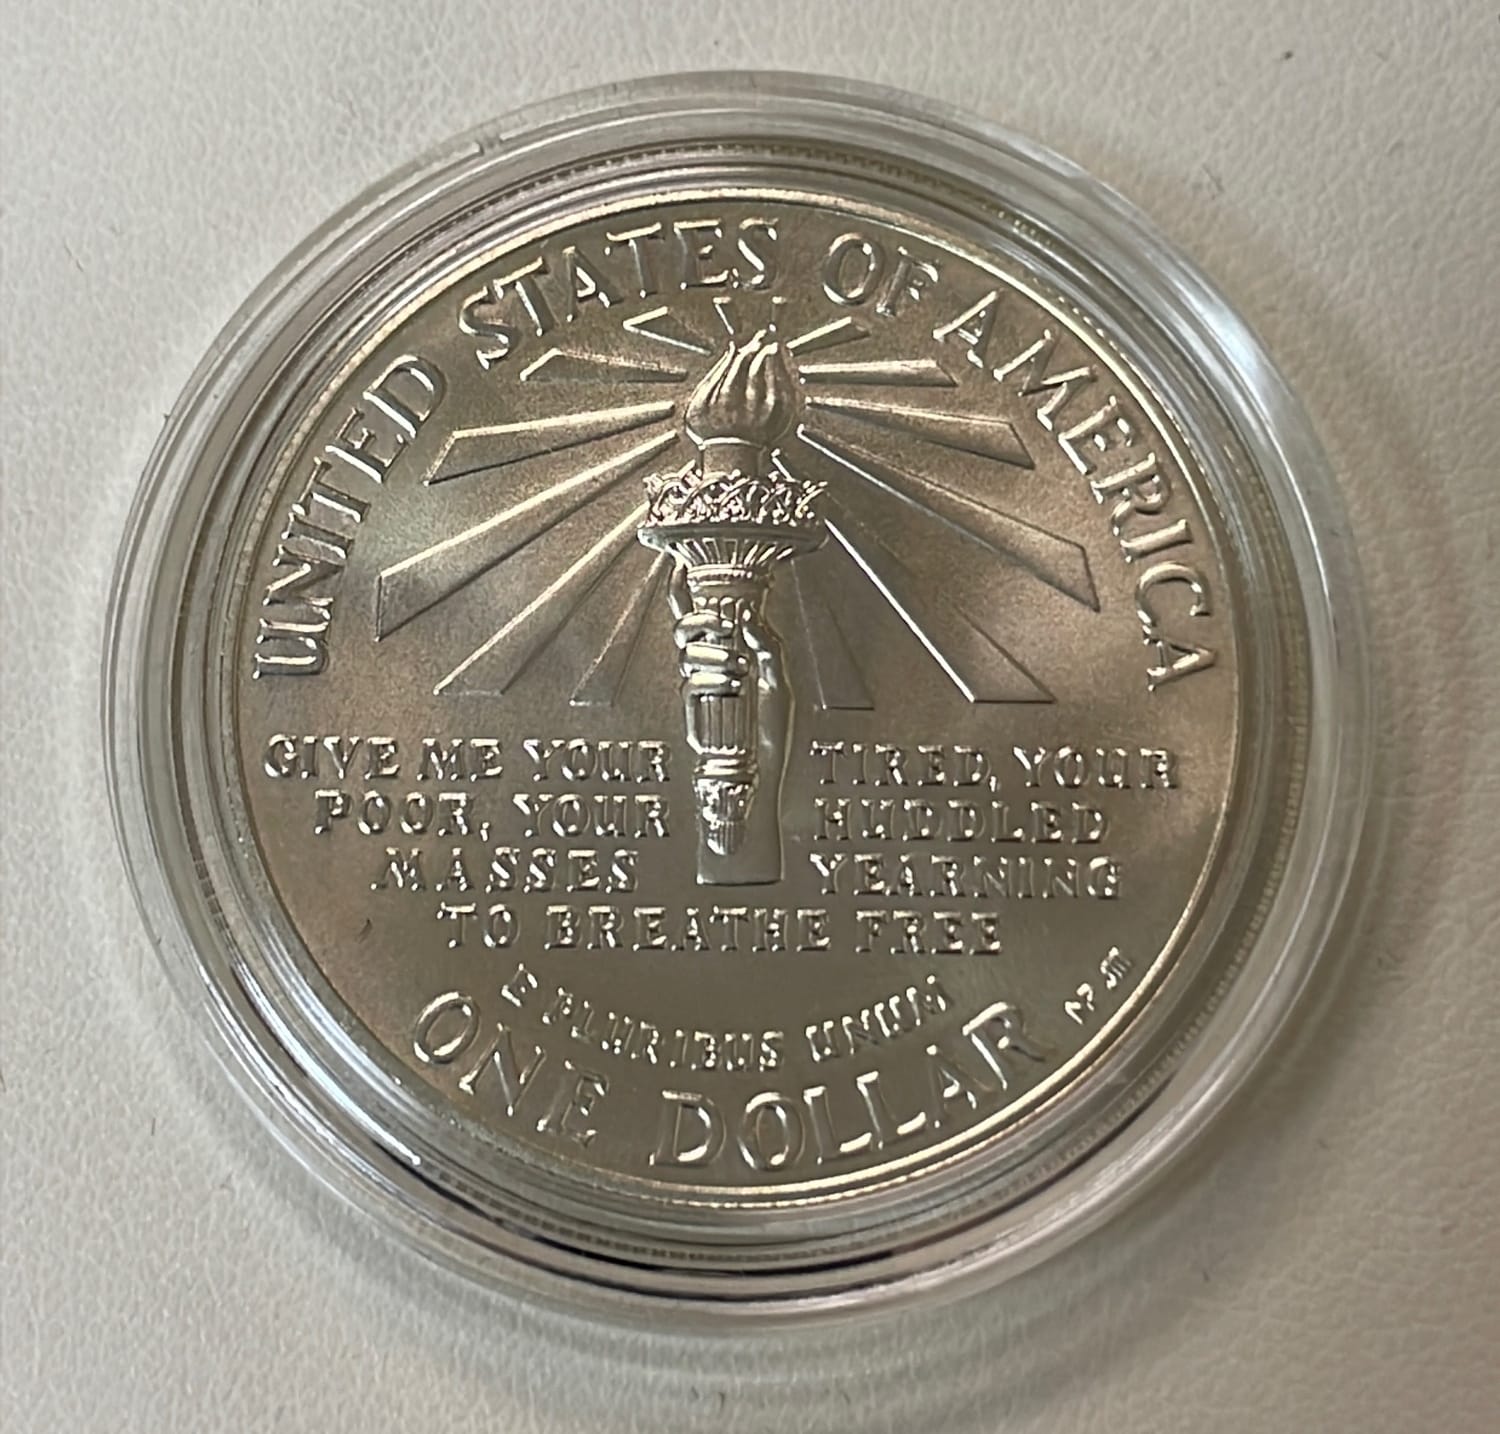 UNITED STATES OF AMERICA
GIVE ME YOUR TIRED, YOUR
POOR, YOUR HUDDLED
MASSES YEARNING
TO BREATHE FREE
E PLURIBUS UNUM
ONE DOLLAR